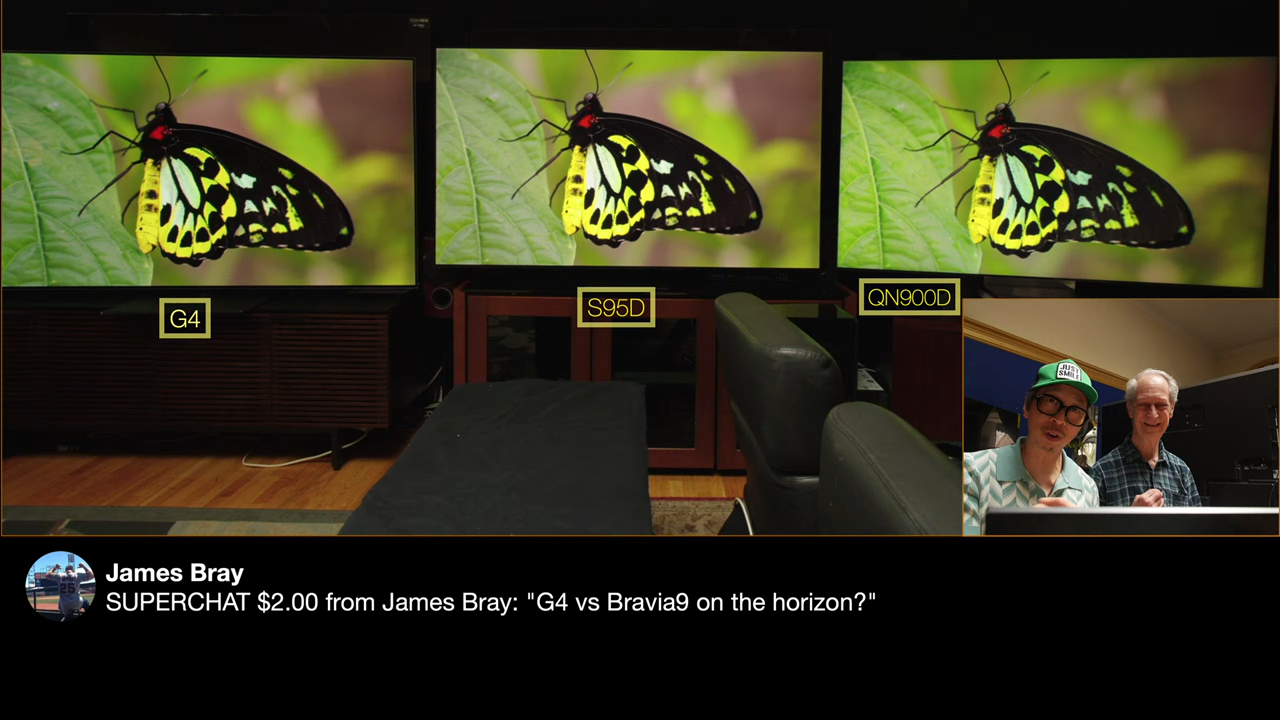 G4
S95D
QN900D
JUST
SMILE
James Bray
SUPERCHAT $2.00 from James Bray: "G4 vs Bravia9 on the horizon?"